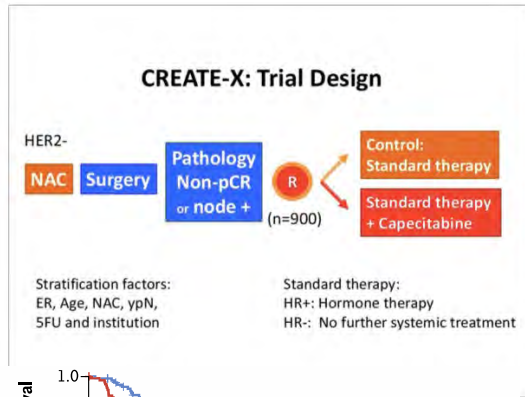 CREATE-X: Trial Design
HER2-
NAC
Surgery
Pathology
Non-pCR
or node +
R
(n=900)
Control:
Standard therapy
Standard therapy
+ Capecitabine
Stratification factors:
ER, Age, NAC, ypN,
5FU and institution
Standard therapy:
HR+: Hormone therapy
HR-: No further systemic treatment
1.0